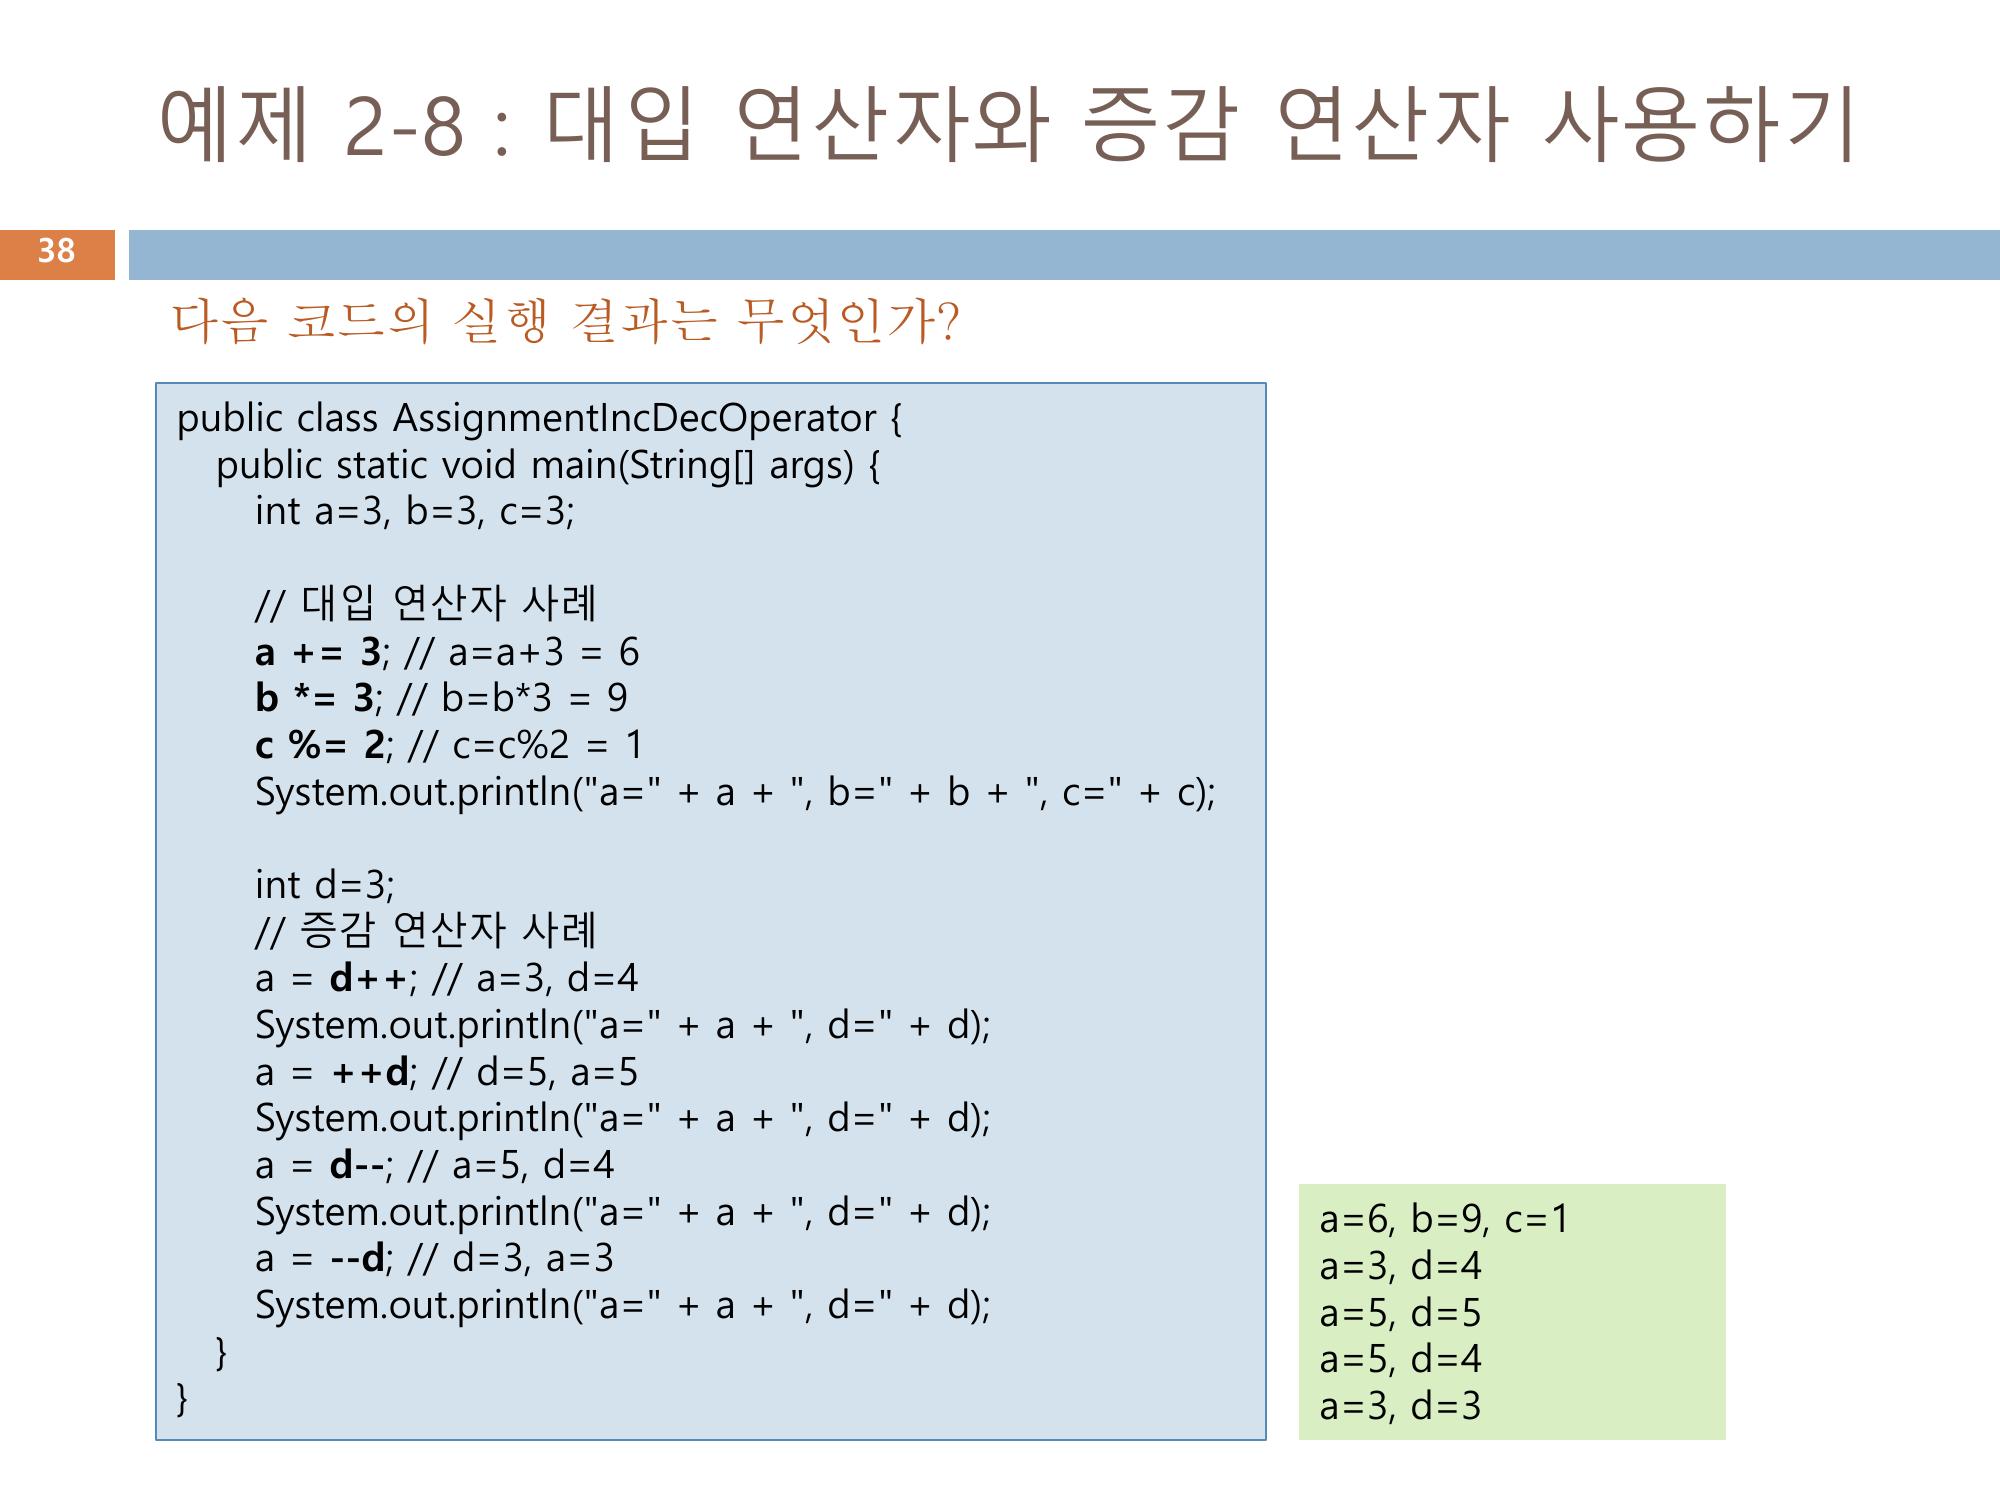 예제 2-8 : 대입 연산자와 증감 연산자 사용하기
38
다음 코드의 실행 결과는 무엇인가?
public class AssignmentIncDecOperator {
public static void main(String[] args) {
int a=3, b=3, c=3;
// 대입 연산자 사례
a += 3; // a=a+3 = 6
b *= 3; // b=b*3 = 9
c %= 2; // c=c%2 = 1
System.out.println("a=" + a + ", b=" + b + ", c=" + c);
int d=3;
// 증감 연산자 사례
a = d++; // a=3, d=4
System.out.println("a=" + a + ", d=" + d);
a = ++d; // d=5, a=5
System.out.println("a=" + a + ", d=" + d);
a = d--; // a=5, d=4
System.out.println("a=" + a + ", d=" + d);
a = --d; // d=3, a=3
System.out.println("a=" + a + ", d=" + d);
}
}
a=6, b=9, c=1
a=3, d=4
a=5, d=5
a=5, d=4
a=3, d=3